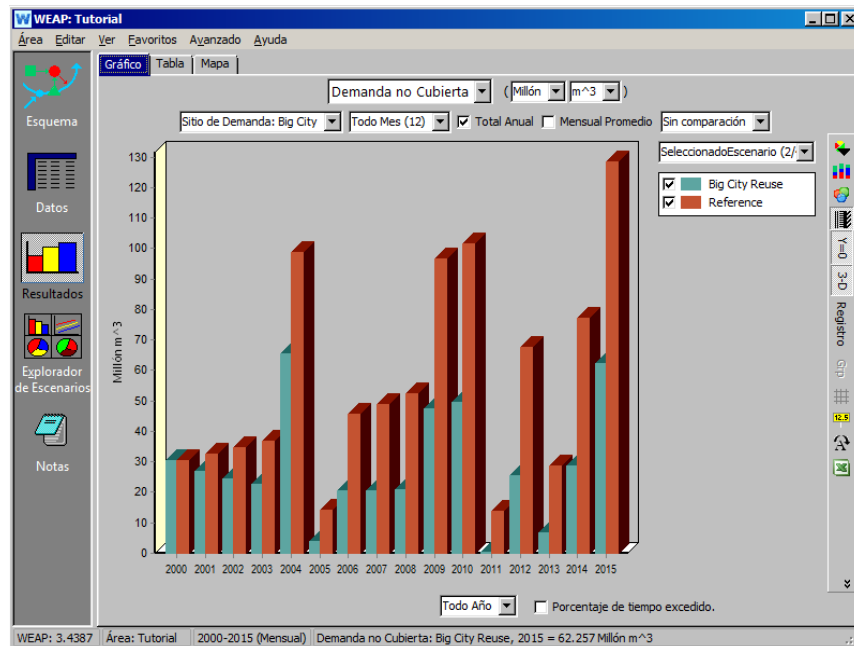 WEAP: Tutorial
Área Editar Ver Favoritos Avanzado Ayuda
Esquema
Datos
Resultados
Explorador
de Escenarios
Notas
Gráfico Tabla Mapa
Demanda no Cubierta ( Millón m^3 )
Sitio de Demanda: Big City Todo Mes (12) Total Anual Mensual Promedio Sin comparación
SeleccionadoEscenario (2/
Big City Reuse
Reference
Y=0
3-D
Registro
12.5
Millón m^3
130
120
110
100
90
80
70
60
50
40
30
20
10
0
2000 2001 2002 2003 2004 2005 2006 2007 2008 2009 2010 2011 2012 2013 2014 2015
Todo Año Porcentaje de tiempo excedido.
WEAP: 3.4387 Área: Tutorial 2000-2015 (Mensual) Demanda no Cubierta: Big City Reuse, 2015 = 62.257 Millón m^3